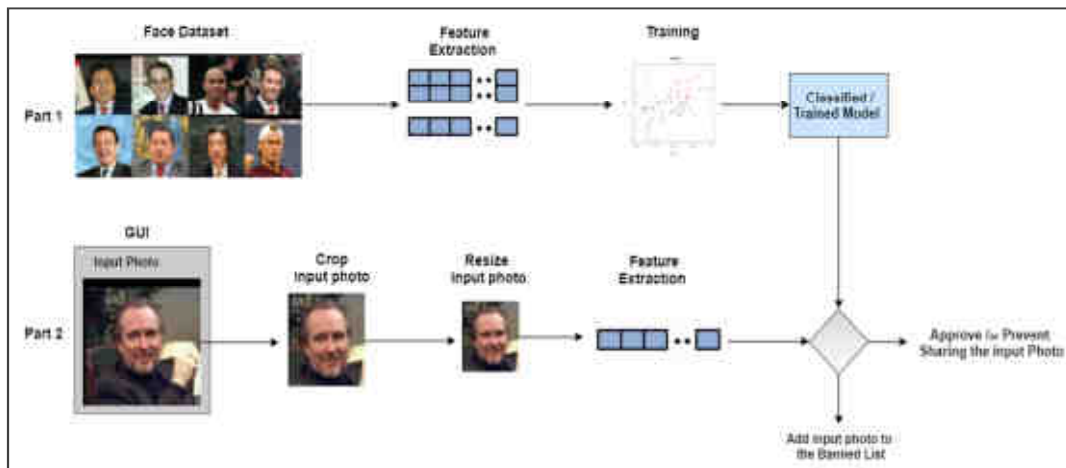 Face Dataset
Feature
Extraction
Training
Part 1
Classified /
Trained Model
GUI
Input Photo
Crop
Input photo
Resize
Input photo
Feature
Extraction
Part 2
Approve for Prevent
Sharing the input Photo
Add input photo to
the Banned List